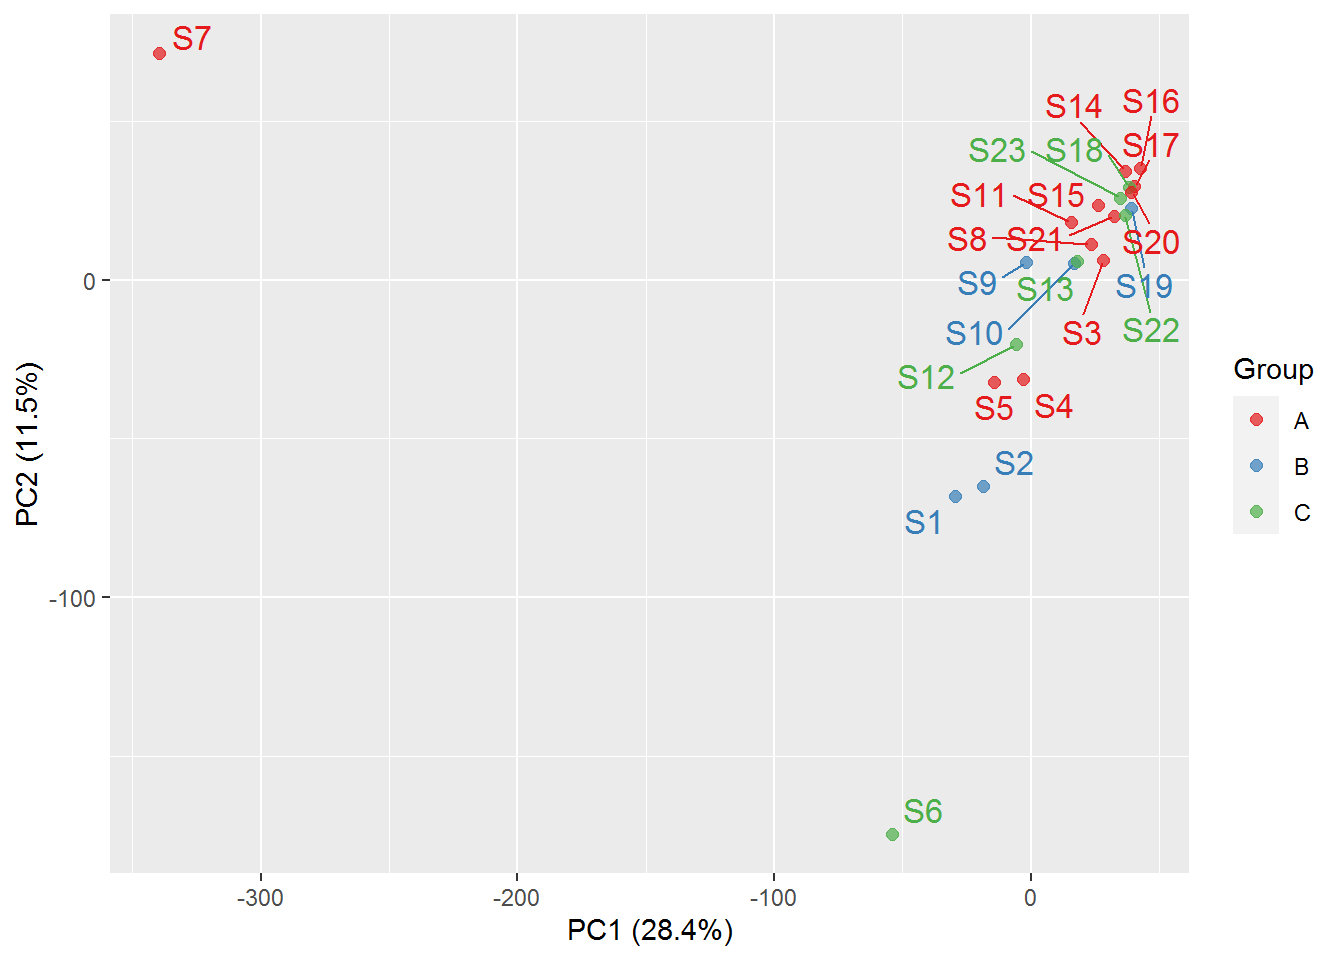 S7
S16
S14
S17
S23
S18
S11
S15
S8
S21
S20
S9
S13
S19
S10
S3
S22
S12
S5
S4
S2
S1
S6
0
-100
-300
-200
-100
0
PC1 (28.4%)
PC2 (11.5%)
Group
A
B
C